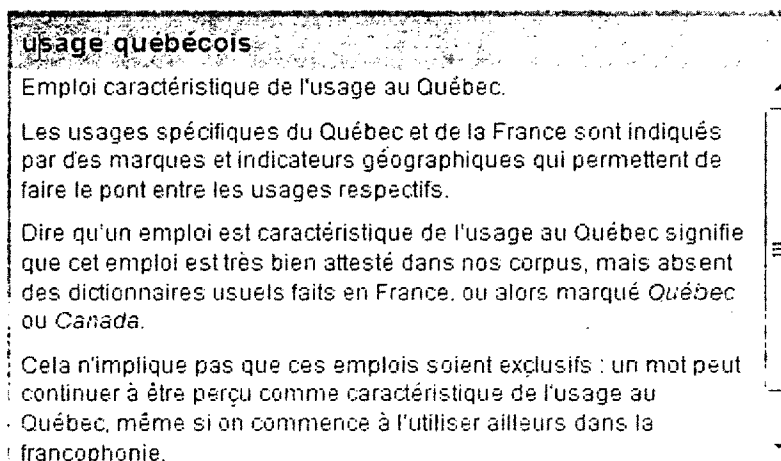 usage québécois
Emploi caractéristique de l'usage au Québec.
Les usages spécifiques du Québec et de la France sont indiqués
par des marques et indicateurs géographiques qui permettent de
faire le pont entre les usages respectifs.
Dire qu'un emploi est caractéristique de l'usage au Québec signifie
que cet emploi est très bien attesté dans nos corpus, mais absent
des dictionnaires usuels faits en France, ou alors marqué Québec
ou Canada.
Cela n'implique pas que ces emplois soient exclusifs : un mot peut
continuer à être perçu comme caractéristique de l'usage au
Québec, même si on commence à l'utiliser ailleurs dans la
francophonie.